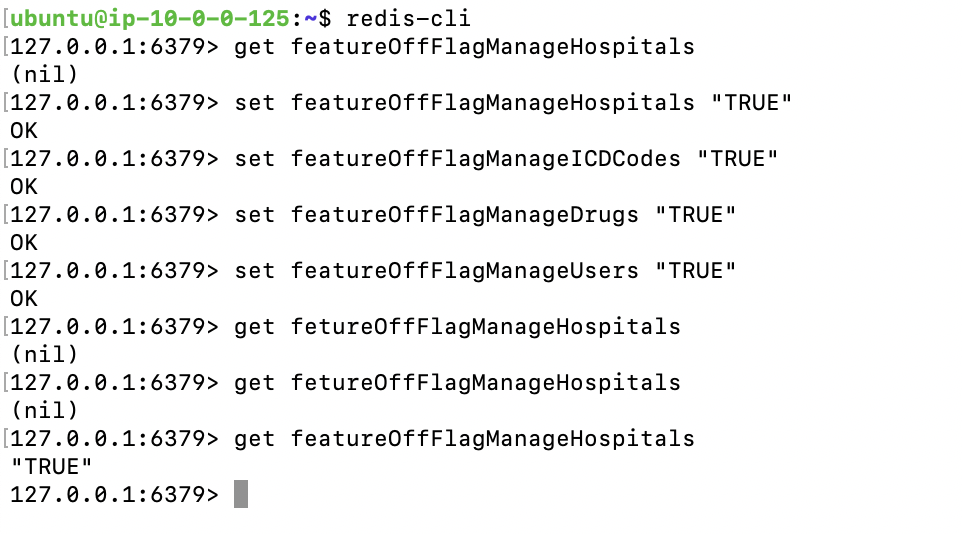 [ubuntu@ip-10-0-0-125:~$ redis-cli
[127.0.0.1:6379> get featureOffFlagManageHospitals
(nil)
[127.0.0.1:6379> set featureOffFlagManageHospitals "TRUE"
OK
[127.0.0.1:6379> set featureOffFlagManageICDCodes "TRUE"
OK
[127.0.0.1:6379> set featureOffFlagManageDrugs "TRUE"
OK
[127.0.0.1:6379> set featureOffFlagManageUsers "TRUE"
OK
[127.0.0.1:6379> get fetureOffFlagManageHospitals
(nil)
[127.0.0.1:6379> get fetureOffFlagManageHospitals
(nil)
[127.0.0.1:6379> get featureOffFlagManageHospitals
"TRUE"
127.0.0.1:6379>